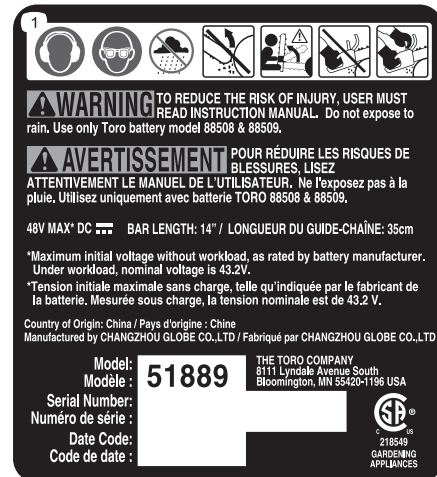 1
WARNING TO REDUCE THE RISK OF INJURY, USER MUST
READ INSTRUCTION MANUAL. Do not expose to
rain. Use only Toro battery model 88508 & 88509.
AVERTISSEMENT POUR RÉDUIRE LES RISQUES DE
BLESSURES, LISEZ
ATTENTIVEMENT LE MANUEL DE L'UTILISATEUR. Ne l'exposez pas à la
pluie. Utilisez uniquement avec batterie TORO 88508 & 88509.
48V MAX* DC BAR LENGTH: 14" / LONGUEUR DU GUIDE-CHAÎNE: 35cm
*Maximum initial voltage without workload, as rated by battery manufacturer.
Under workload, nominal voltage is 43.2V.
*Tension initiale maximale sans charge, telle qu'indiquée par le fabricant de
la batterie. Mesurée sous charge, la tension nominale est de 43.2 V.
Country of Origin: China / Pays d'origine : Chine
Manufactured by CHANGZHOU GLOBE CO.,LTD / Fabriqué par CHANGZHOU GLOBE CO.,LTD
Model:
Modèle :
51889
Serial Number:
Numéro de série :
Date Code:
Code de date :
THE TORO COMPANY
8111 Lyndale Avenue South
Bloomington, MN 55420-1196 USA
SA ®
C US
218549
GARDENING
APPLIANCES